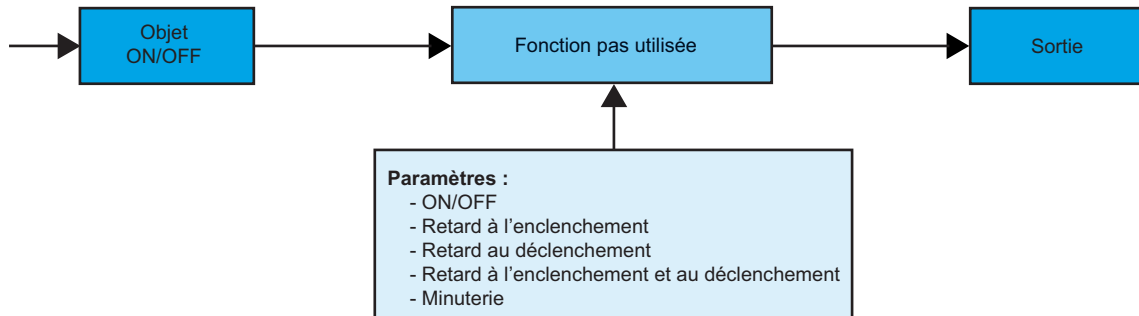 Objet
ON/OFF
Fonction pas utilisée
Sortie
Paramètres :
- ON/OFF
- Retard à l’enclenchement
- Retard au déclenchement
- Retard à l’enclenchement et au déclenchement
- Minuterie